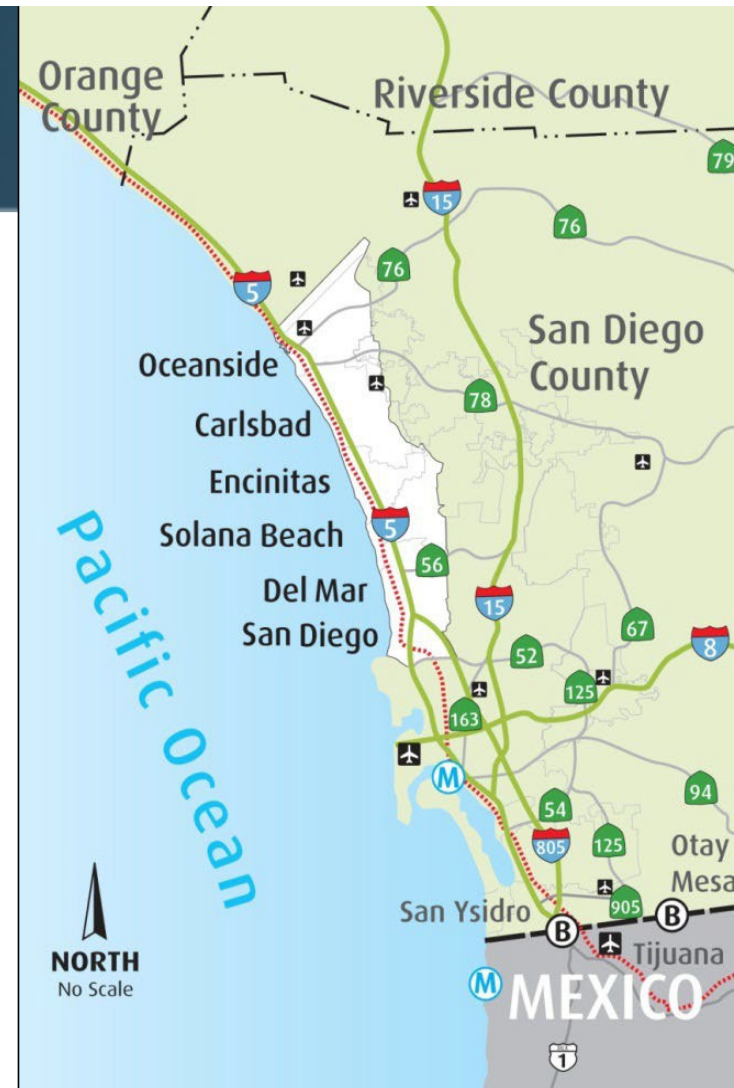 Orange
County
Riverside County
79
15
76
76
5
San Diego
County
Oceanside
78
Carlsbad
Encinitas
5
Solana Beach
56
Del Mar
15
San Diego
67
52
8
125
163
Pacific Ocean
M
94
54
805
125
Otay
Mesa
905
San Ysidro
B
B
NORTH
No Scale
Tijuana
M
MEXICO
1